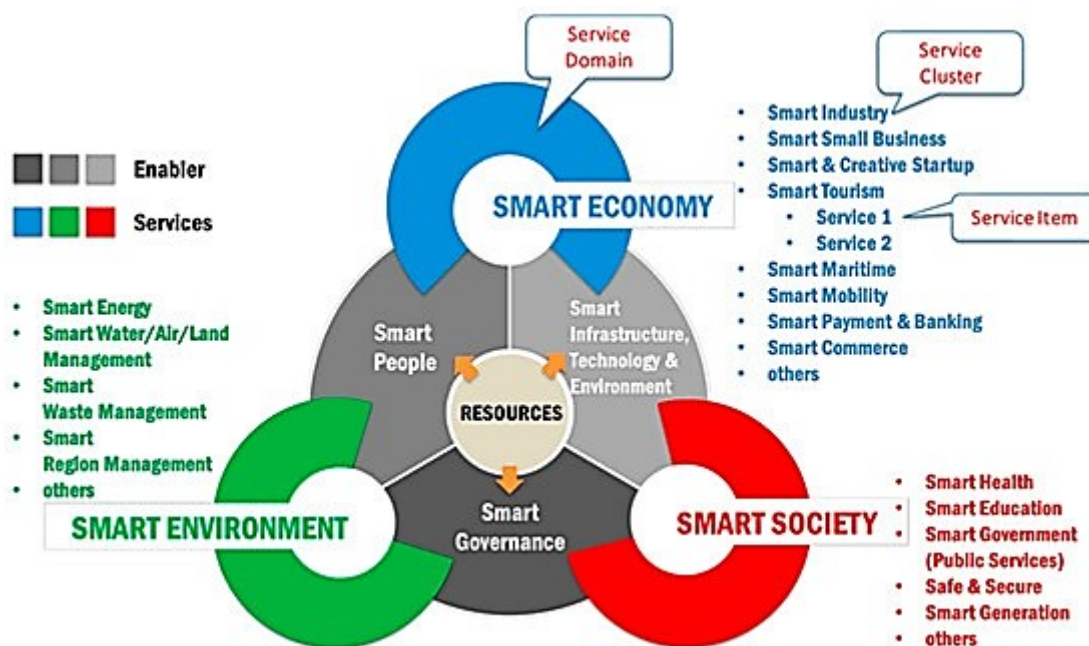 Service
Domain
Service
Cluster
Enabler
Services
SMART ECONOMY
• Smart Industry
• Smart Small Business
• Smart & Creative Startup
• Smart Tourism
• Service 1
• Service 2
Service Item
• Smart Maritime
• Smart Mobility
• Smart Payment & Banking
• Smart Commerce
• others
Smart
People
Smart
Infrastructure,
Technology &
Environment
RESOURCES
Smart
Governance
• Smart Energy
• Smart Water/Air/Land
Management
• Smart
Waste Management
• Smart
Region Management
• others
SMART ENVIRONMENT
SMART SOCIETY
• Smart Health
• Smart Education
• Smart Government
(Public Services)
• Safe & Secure
• Smart Generation
• others